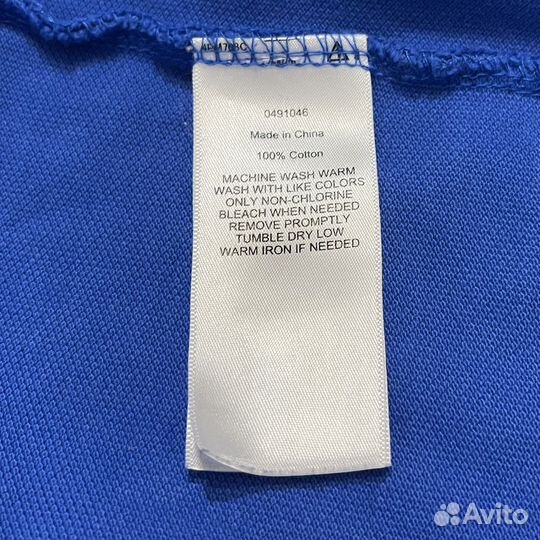 0491046
Made in China
100% Cotton
MACHINE WASH WARM
WASH WITH LIKE COLORS
ONLY NON-CHLORINE
BLEACH WHEN NEEDED
REMOVE PROMPTLY
TUMBLE DRY LOW
WARM IRON IF NEEDED
Avito